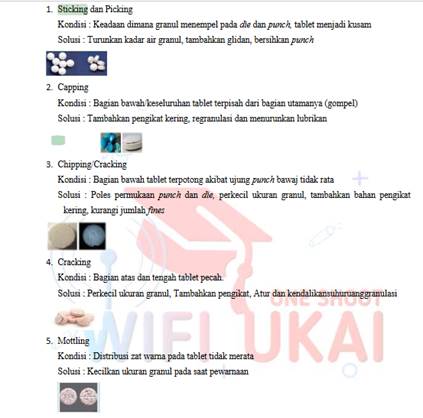 1. Sticking dan Picking
Kondisi : Keadaan dimana granul menempel pada die dan punch, tablet menjadi kusam
Solusi : Turunkan kadar air granul, tambahkan glidan, bersihkan punch
2. Capping
Kondisi : Bagian bawah/keseluruhan tablet terpisah dari bagian utamanya (gompel)
Solusi : Tambahkan pengikat kering, regranulasi dan menurunkan lubrikan
3. Chipping/Cracking
Kondisi : Bagian bawah tablet terpotong akibat ujung punch bawaj tidak rata
Solusi : Poles permukaan punch dan die, perkecil ukuran granul, tambahkan bahan pengikat
kering, kurangi jumlah fines
4. Cracking
Kondisi : Bagian atas dan tengah tablet pecah.
Solusi : Perkecil ukuran granul, Tambahkan pengikat, Atur dan kendalikansuhuruanggranulasi
ONE SHOOT
WIFI UKAI
5. Mottling
Kondisi : Distribusi zat warna pada tablet tidak merata
Solusi : Kecilkan ukuran granul pada saat pewarnaan